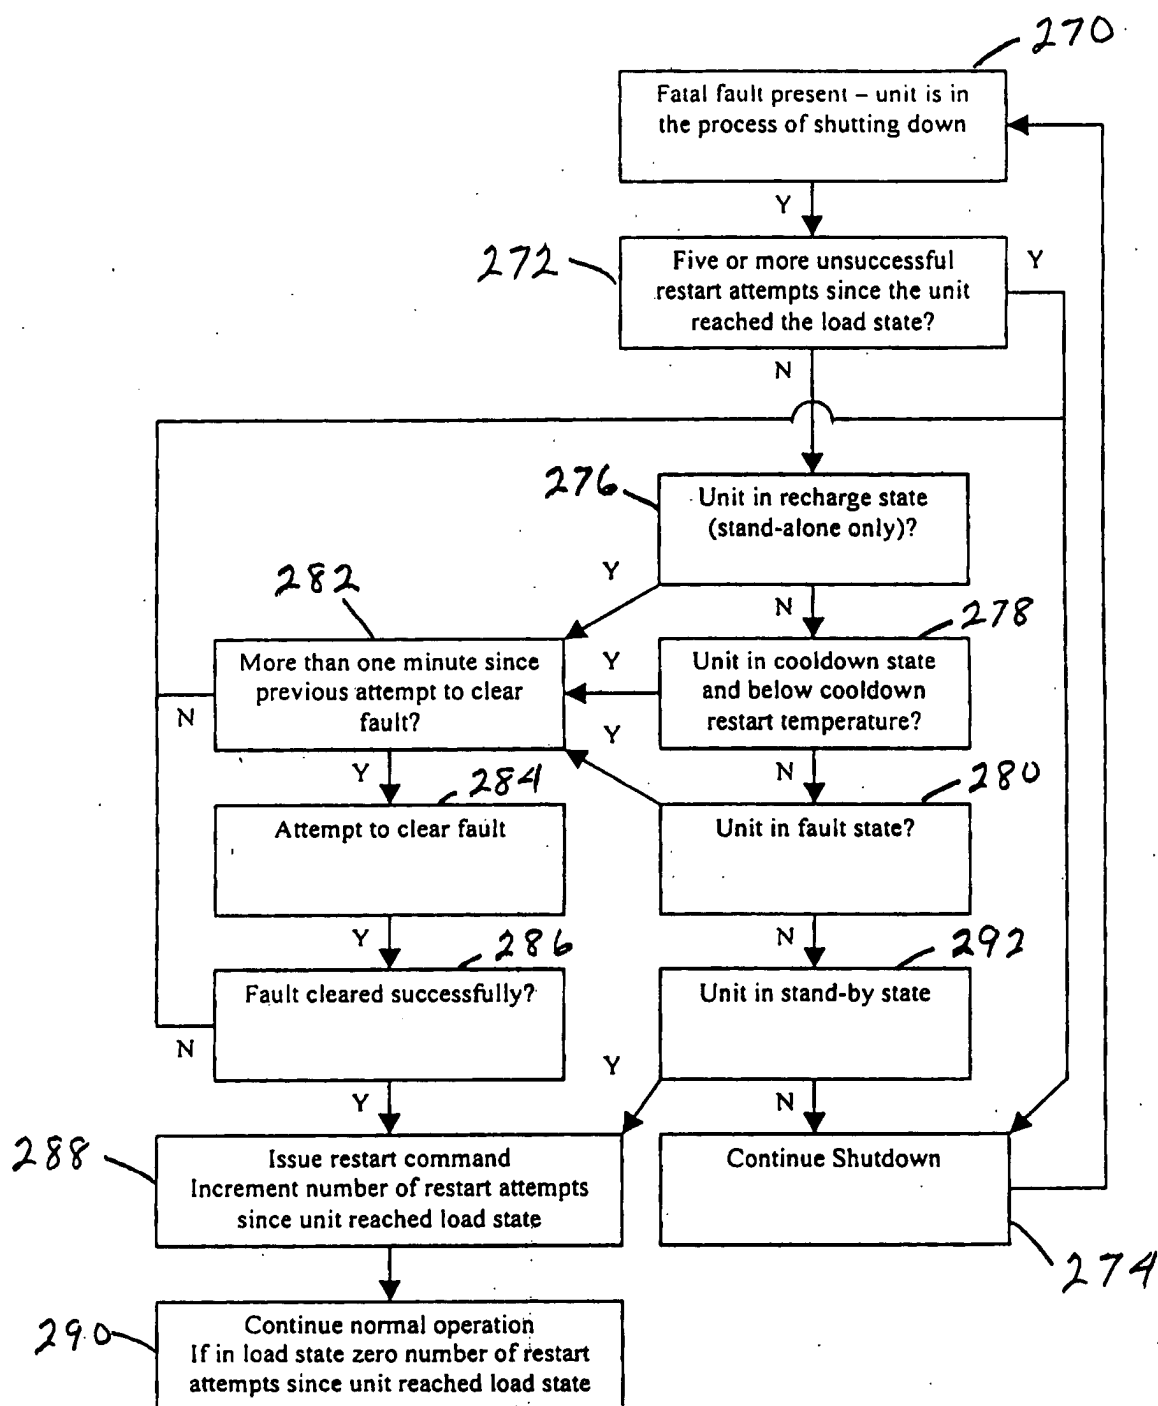 270
Fatal fault present – unit is in
the process of shutting down
Y
272
Five or more unsuccessful
restart attempts since the unit
reached the load state?
Y
N
276
Unit in recharge state
(stand-alone only)?
Y
N
282
More than one minute since
previous attempt to clear
fault?
N
Y
278
Unit in cooldown state
and below cooldown
restart temperature?
Y
Y
N
284
Attempt to clear fault
Y
280
Unit in fault state?
N
286
Fault cleared successfully?
N
Y
292
Unit in stand-by state
Y
N
288
Issue restart command
Increment number of restart attempts
since unit reached load state
Continue Shutdown
274
290
Continue normal operation
If in load state zero number of restart
attempts since unit reached load state